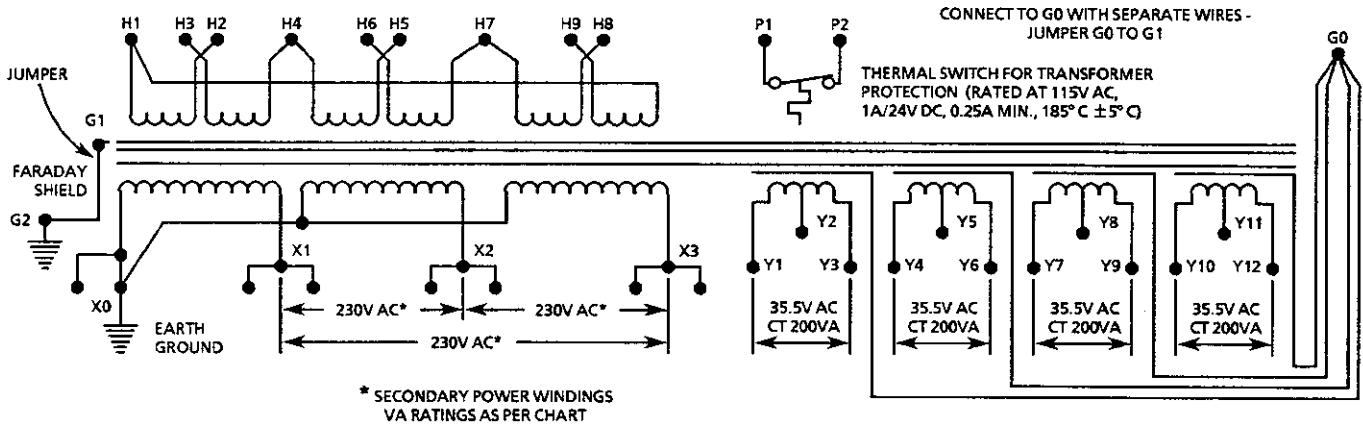 CONNECT TO G0 WITH SEPARATE WIRES -
JUMPER G0 TO G1
H1 H3 H2 H4 H6 H5 H7 H9 H8
P1 P2
G0
JUMPER
THERMAL SWITCH FOR TRANSFORMER
PROTECTION (RATED AT 115V AC,
1A/24V DC, 0.25A MIN., 185° C ±5° C)
G1
FARADAY
SHIELD
G2
X0
EARTH
GROUND
X1 X2 X3
230V AC* 230V AC*
230V AC*
Y2 Y5 Y8 Y11
Y1 Y3 Y4 Y6 Y7 Y9 Y10 Y12
35.5V AC
CT 200VA
35.5V AC
CT 200VA
35.5V AC
CT 200VA
35.5V AC
CT 200VA
* SECONDARY POWER WINDINGS
VA RATINGS AS PER CHART